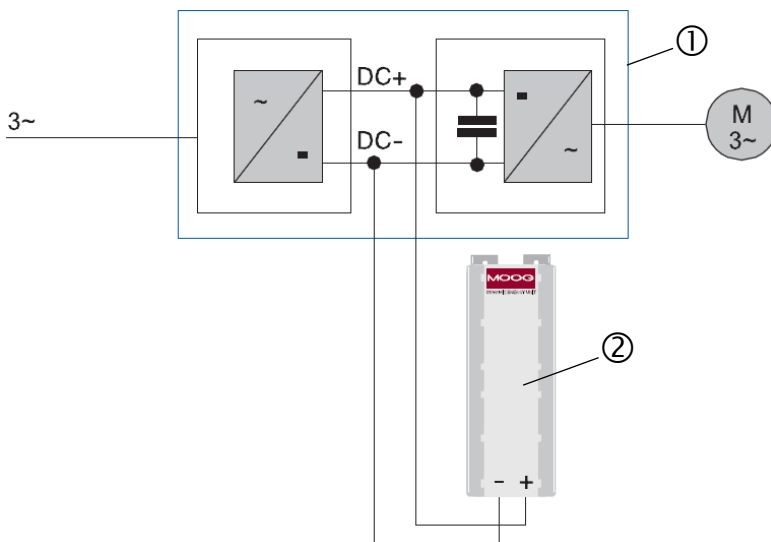 ①
DC+
3~
~
DC-
~
M
3~
MOOG
②
- +